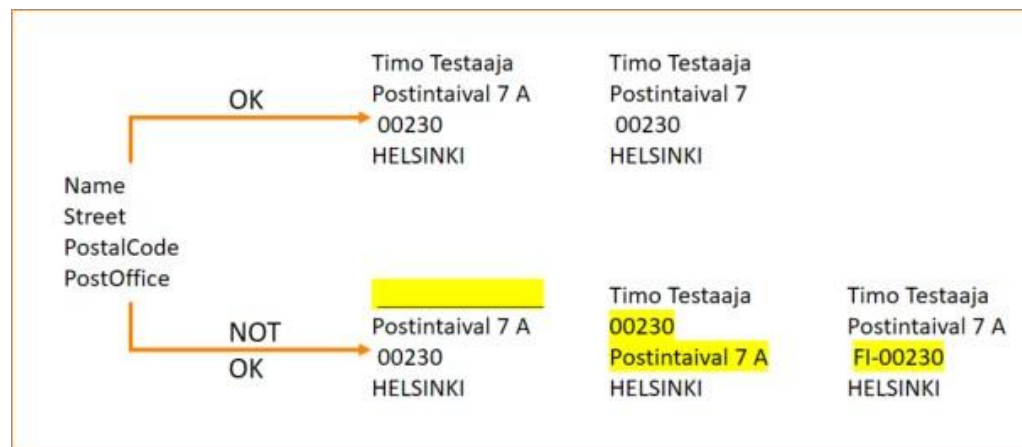 Timo Testaaja
Postintaival 7 A
00230
HELSINKI
Timo Testaaja
Postintaival 7
00230
HELSINKI
OK
Name
Street
PostalCode
PostOffice
NOT
OK
Postintaival 7 A
00230
HELSINKI
Timo Testaaja
00230
Postintaival 7 A
HELSINKI
Timo Testaaja
Postintaival 7 A
FI-00230
HELSINKI